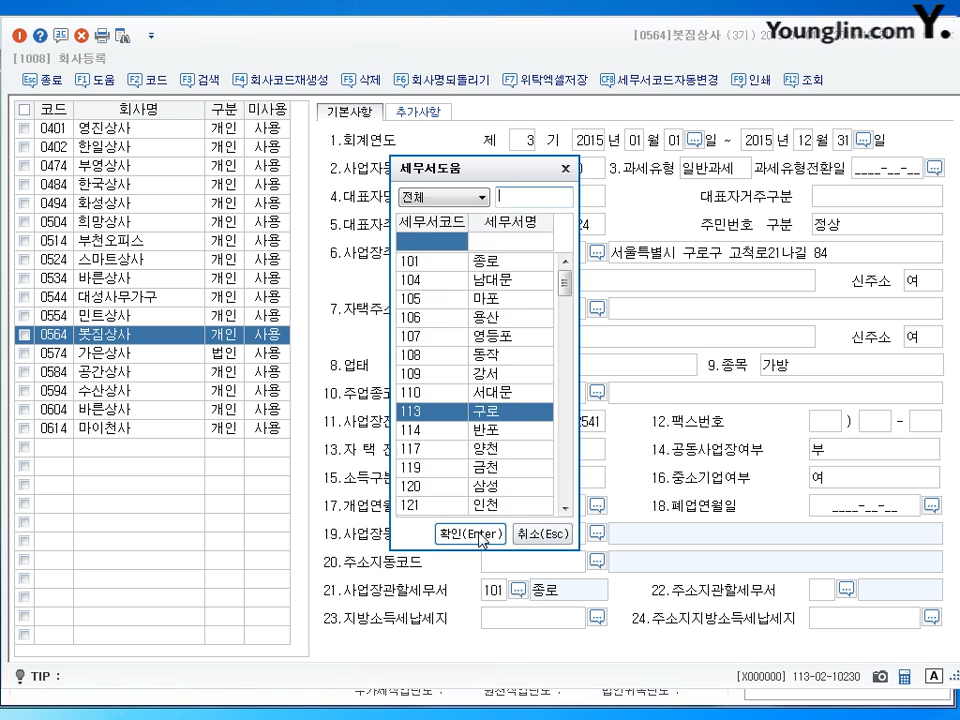 Younglin.com Y.
[0564]봇짐상사 (3기)
[1008] 회사등록
Esc 종료 F1 도움 F2 코드 F3 검색 F4 회사코드재생성 F5 삭제 F6 회사명되돌리기 F7 위탁엑셀저장 CF8 세무서코드자동변경 F9 인쇄 F12 조회
코드 회사명 구분 미사용
0401 영진상사 개인 사용
0402 한일상사 개인 사용
0474 부영상사 개인 사용
0484 한국상사 개인 사용
0494 화성상사 개인 사용
0504 희망상사 개인 사용
0514 부천오피스 개인 사용
0524 스마트상사 개인 사용
0534 바른상사 개인 사용
0544 대성사무가구 개인 사용
0554 민트상사 개인 사용
0564 봇짐상사 개인 사용
0574 가은상사 법인 사용
0584 공간상사 개인 사용
0594 수산상사 개인 사용
0604 바른상사 개인 사용
0614 마이천사 개인 사용
기본사항 추가사항
1.회계연도 제 3 기 2015 년 01 월 01 일 ~ 2015 년 12 월 31 일
2.사업자등 0 3.과세유형 일반과세 과세유형전환일 ____-__-__
4.대표자명 대표자거주구분
5.대표자주 24 주민번호 구분 정상
6.사업장주 서울특별시 구로구 고척로21나길 84
신주소 여
7.자택주소
신주소 여
8.업태 9.종목 가방
10.주업종코
11.사업장전 2541 12.팩스번호 ) -
13.자 택 전 14.공동사업장여부 부
15.소득구분 16.중소기업여부 여
17.개업연월 18.폐업연월일 ____-__-__
19.사업장동
20.주소지동코드
21.사업장관할세무서 101 종로 22.주소지관할세무서
23.지방소득세납세지 24.주소지지방소득세납세지
세무서도움 x
전체
세무서코드 세무서명
101 종로
104 남대문
105 마포
106 용산
107 영등포
108 동작
109 강서
110 서대문
113 구로
114 반포
117 양천
119 금천
120 삼성
121 인천
확인(Enter) 취소(Esc)
TIP :
[X000000] 113-02-10230 A